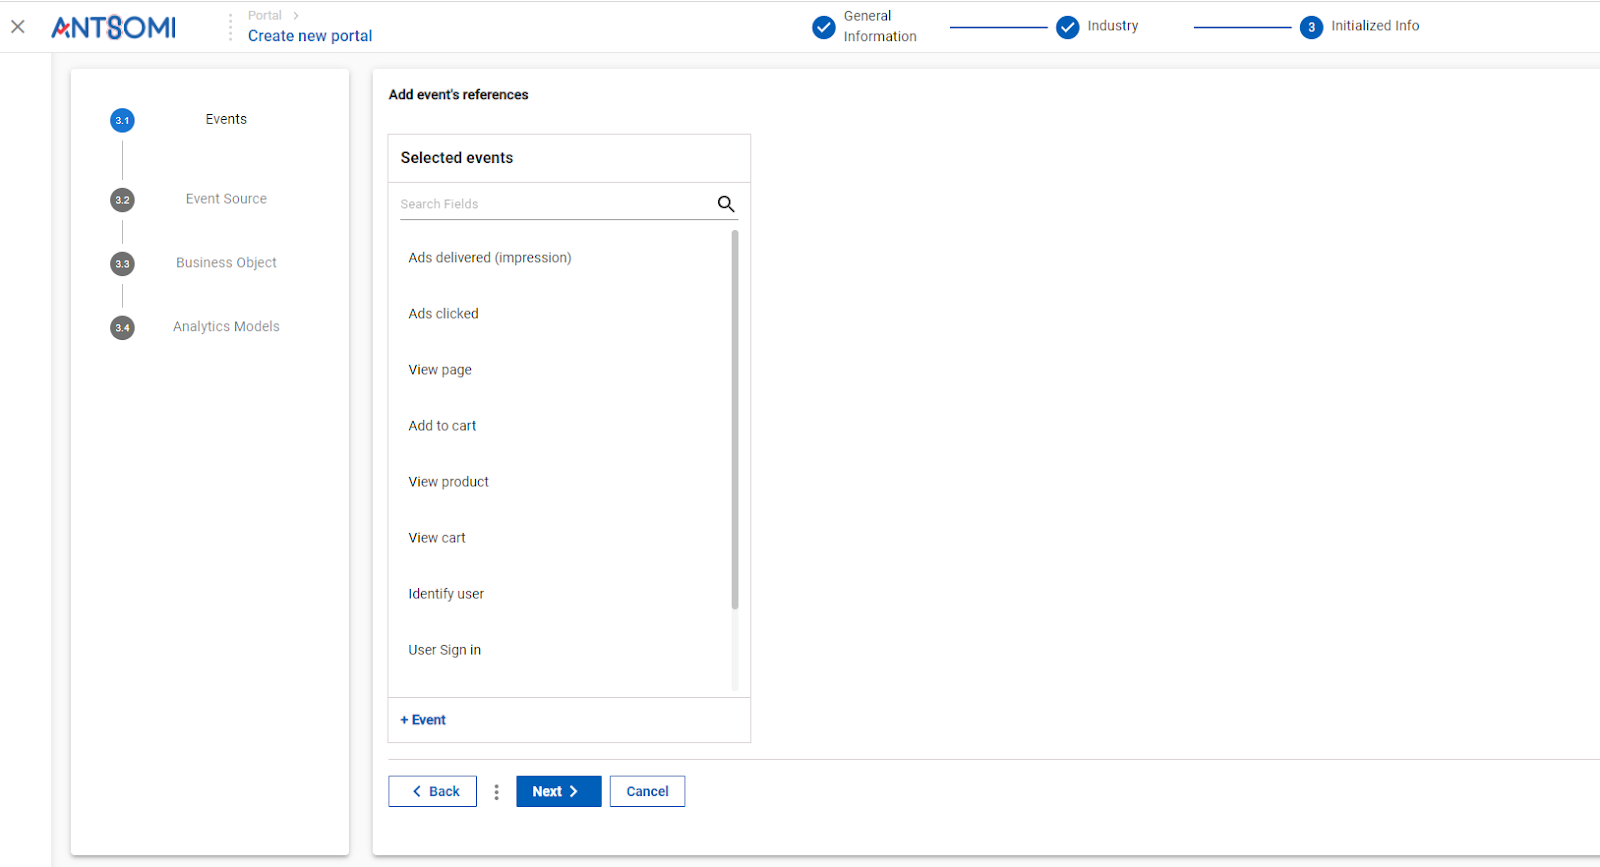 ANTSOMI
Portal
Create new portal
General
Information
Industry
3
Initialized Info
3.1
Events
3.2
Event Source
3.3
Business Object
3.4
Analytics Models
Add event's references
Selected events
Search Fields
Ads delivered (impression)
Ads clicked
View page
Add to cart
View product
View cart
Identify user
User Sign in
+ Event
Back
Next
Cancel